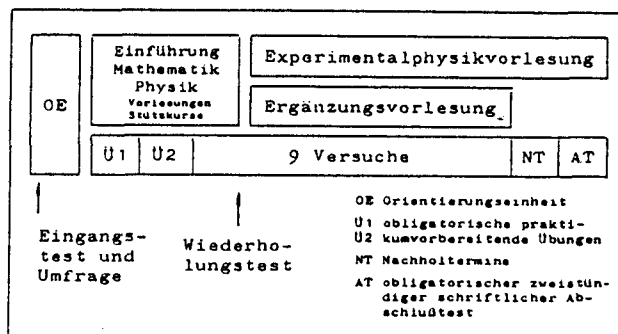 OE
Einführung
Mathematik
Physik
Vorlesungen
Stützkurse
Experimentalphysikvorlesung
Ergänzungsvorlesung
Ü1 Ü2 9 Versuche NT AT
Eingangs-
test und
Umfrage
Wiederho-
lungstest
OE Orientierungseinheit
Ü1 obligatorische prakti-
Ü2 kumvorbereitende Übungen
NT Nachholtermine
AT obligatorischer zweistün-
diger schriftlicher Ab-
schlußtest